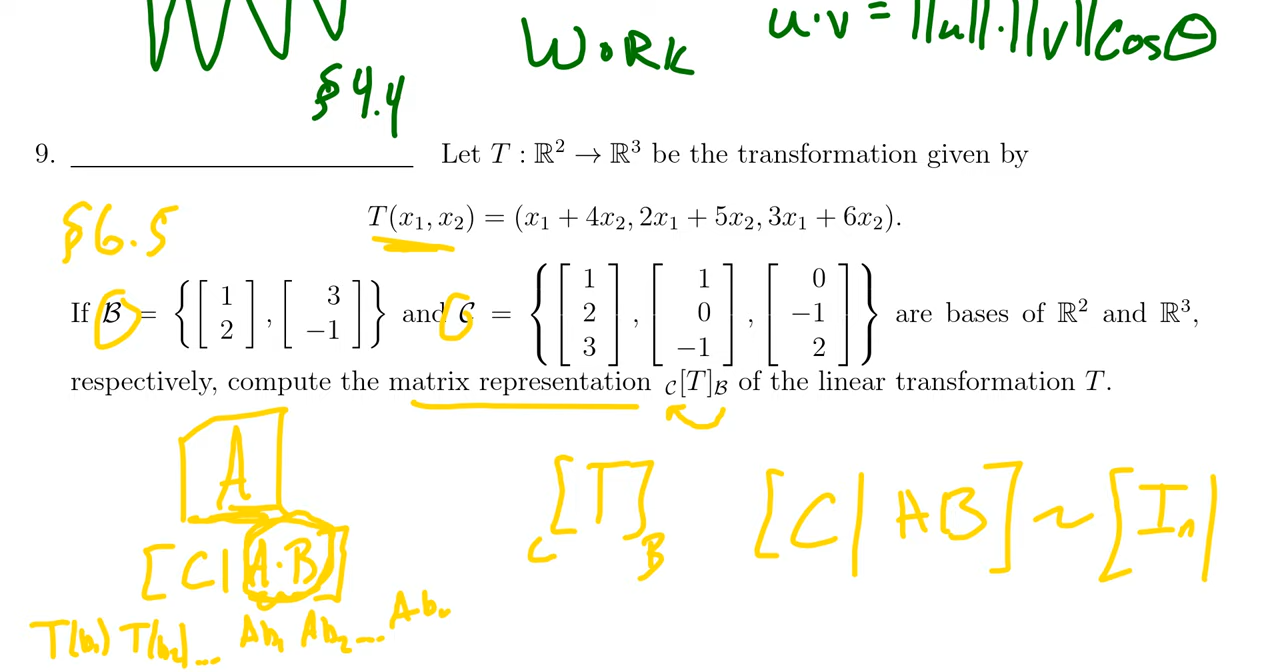 u·v = ||u||·||v|| cosθ
WORK
§4.4
9. ____________ Let T : ℝ² → ℝ³ be the transformation given by
T(x₁, x₂) = (x₁ + 4x₂, 2x₁ + 5x₂, 3x₁ + 6x₂).
§6.5
If ℬ = {[1 2], [3 −1]} and 𝒞 = {[1 2 3], [1 0 −1], [0 −1 2]} are bases of ℝ² and ℝ³,
respectively, compute the matrix representation 𝒞[T]ℬ of the linear transformation T.
A
C[T]B [C | AB] ~ [Iₙ |
[C | A·B]
T(b₁) T(b₂) ... Ab₁ Ab₂ ... Abₙ